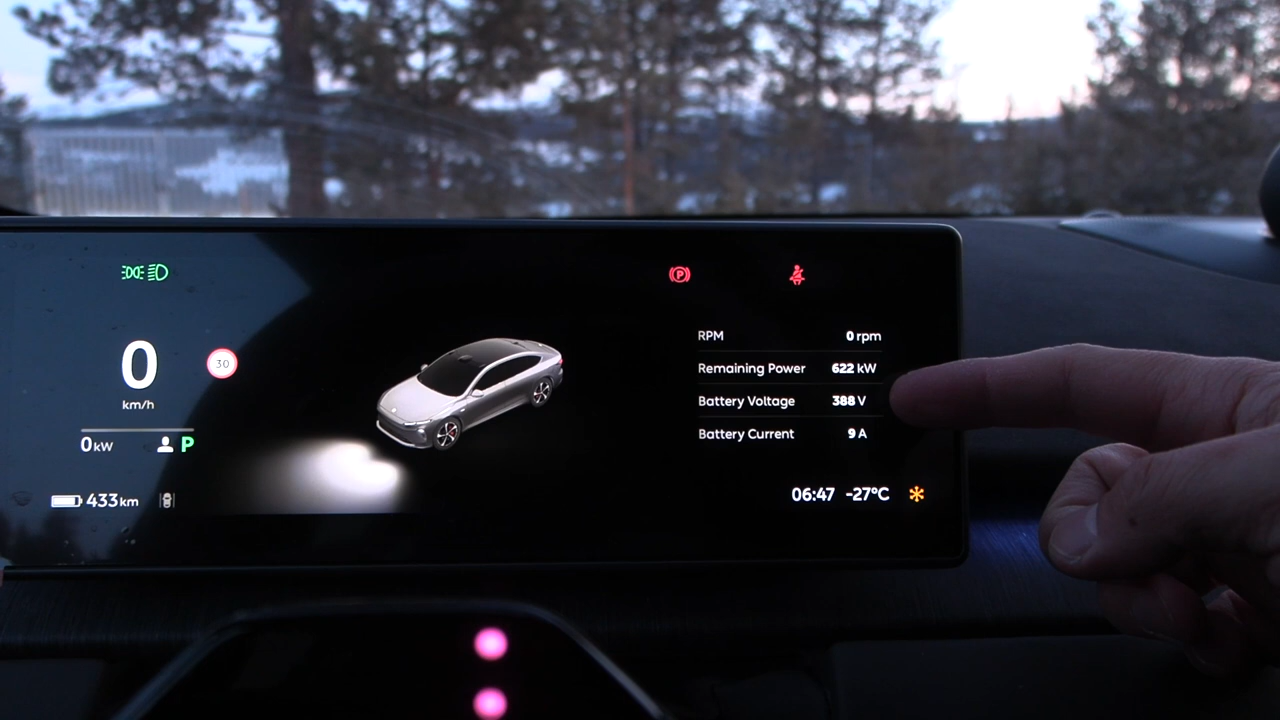 0
km/h
30
0 kW
P
433 km
P
RPM 0 rpm
Remaining Power 622 kW
Battery Voltage 388 V
Battery Current 9 A
06:47 -27°C